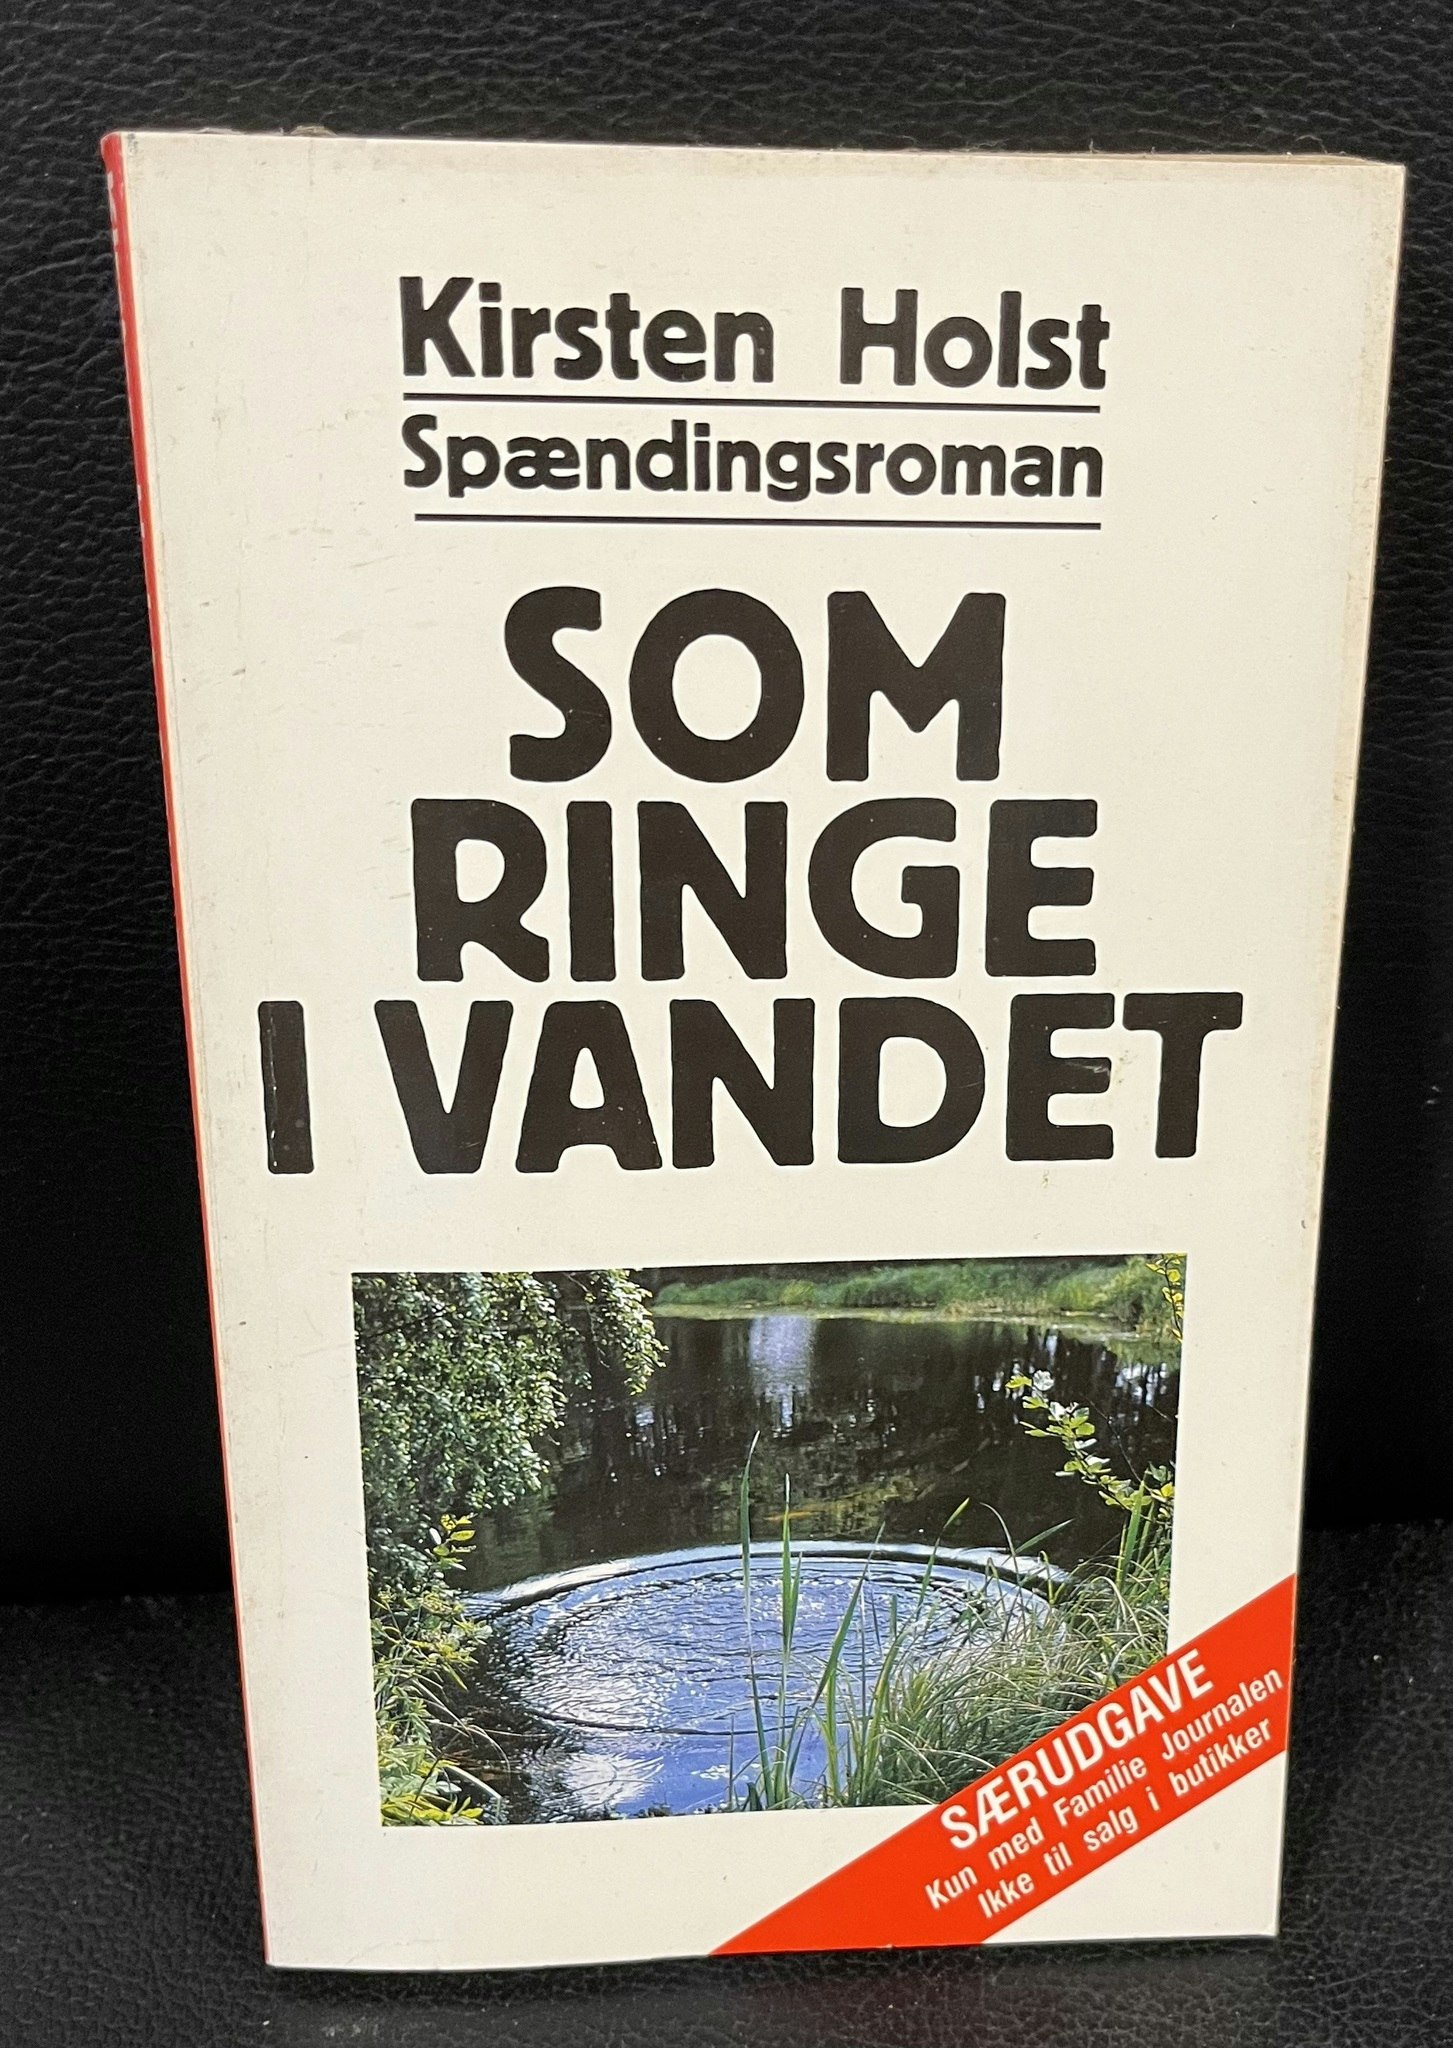 Kirsten Holst
Spændingsroman
SOM
RINGE
I VANDET
SÆRUDGAVE
Kun med Familie Journalen
Ikke til salg i butikker